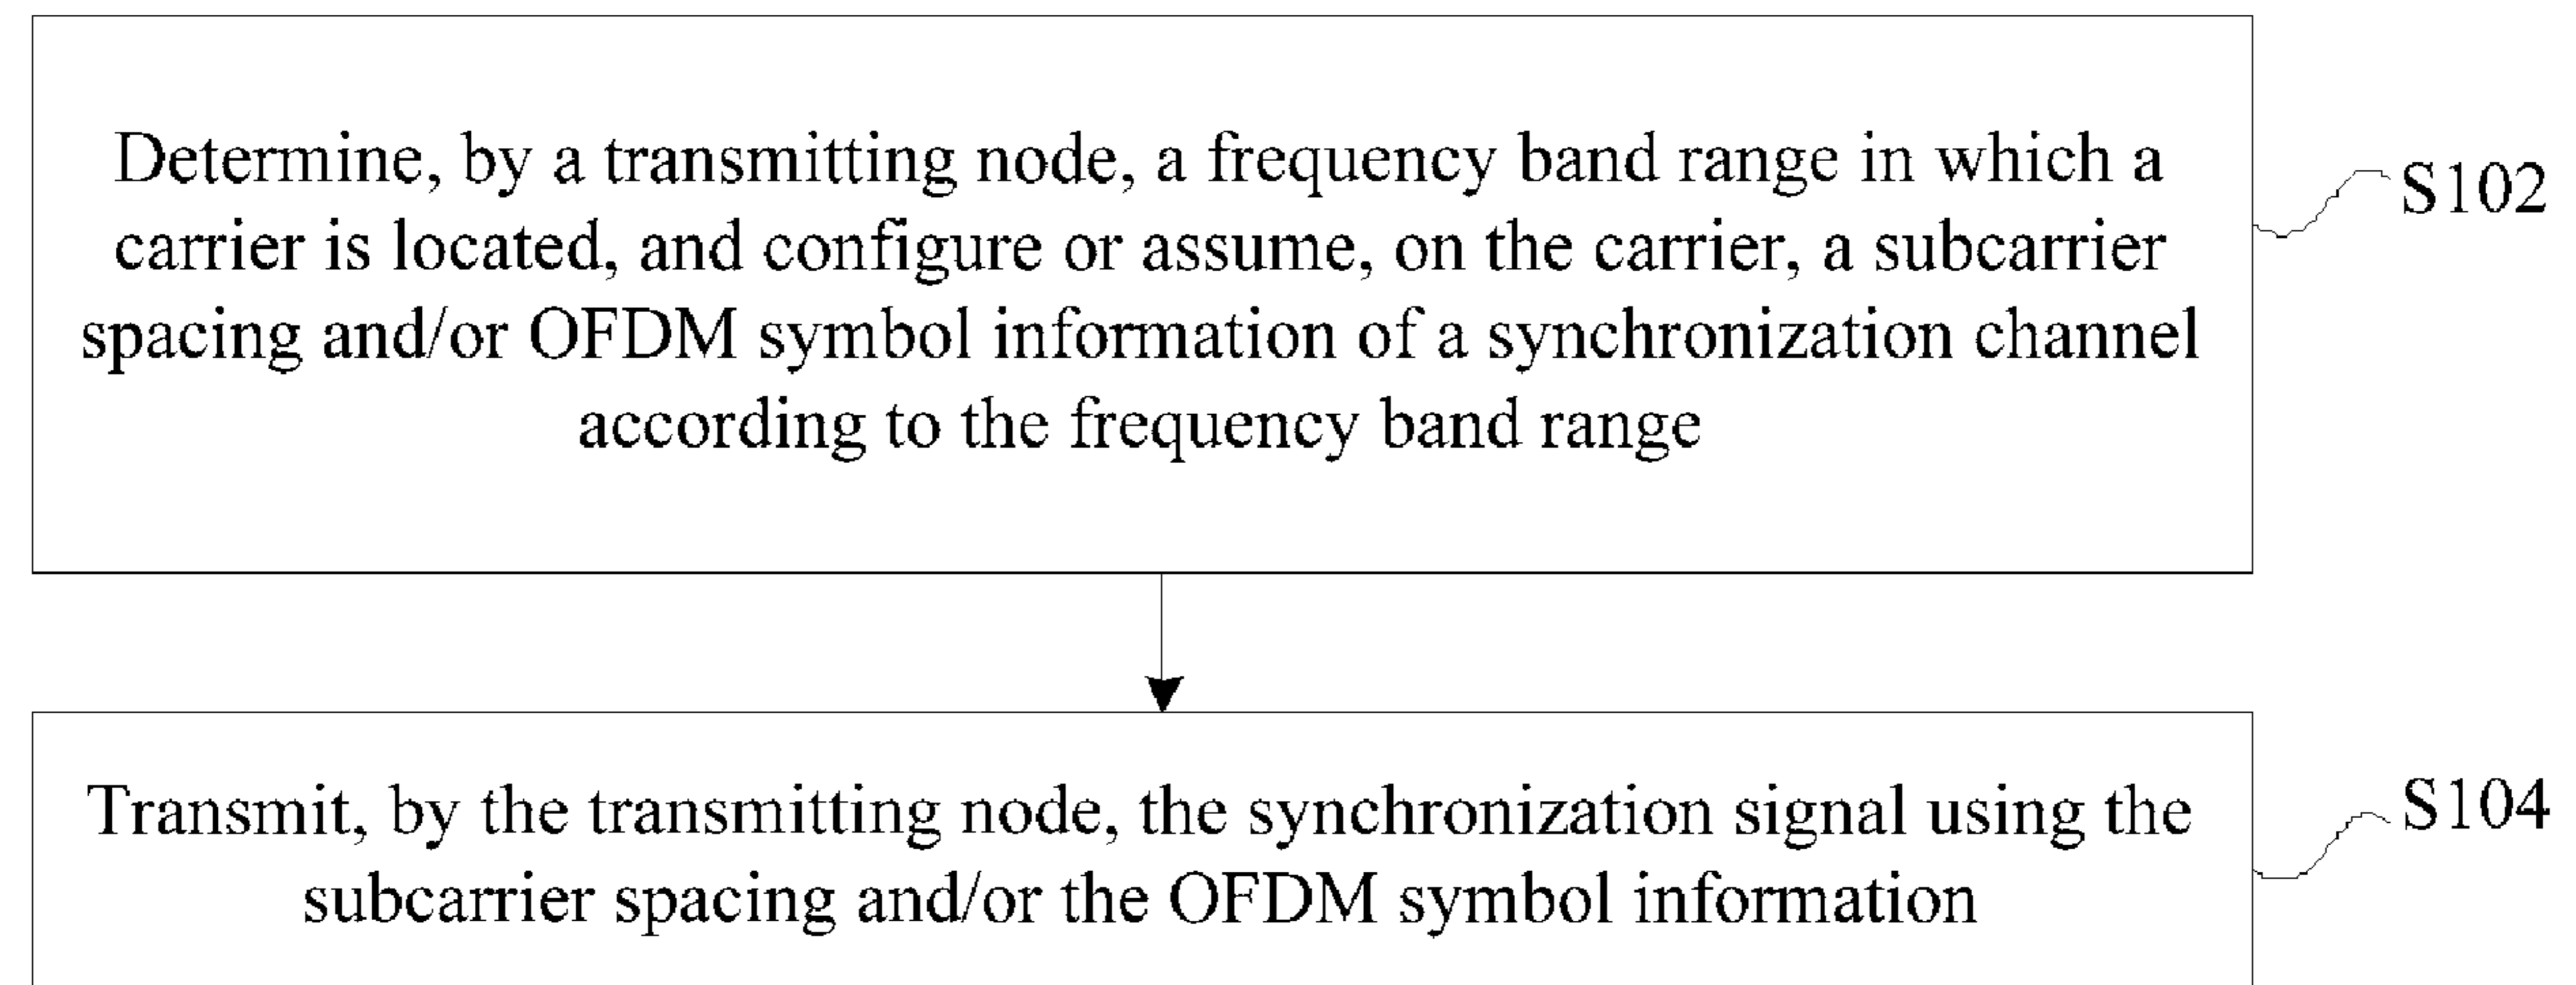 Determine, by a transmitting node, a frequency band range in which a
carrier is located, and configure or assume, on the carrier, a subcarrier
spacing and/or OFDM symbol information of a synchronization channel
according to the frequency band range
S102
Transmit, by the transmitting node, the synchronization signal using the
subcarrier spacing and/or the OFDM symbol information
S104